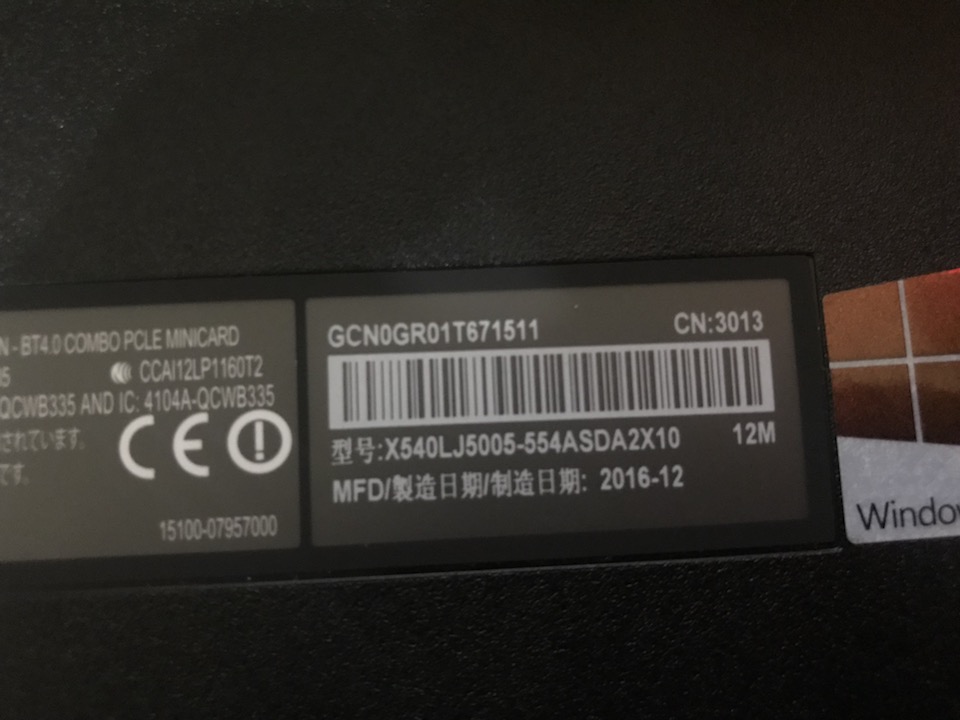 N - BT4.0 COMBO PCLE MINICARD
CCAI12LP1160T2
QCWB335 AND IC: 4104A-QCWB335
されています。
です。
CE
15100-07957000
GCN0GR01T671511
CN:3013
型号:X540LJ5005-554ASDA2X10 12M
MFD/製造日期/制造日期: 2016-12
Window